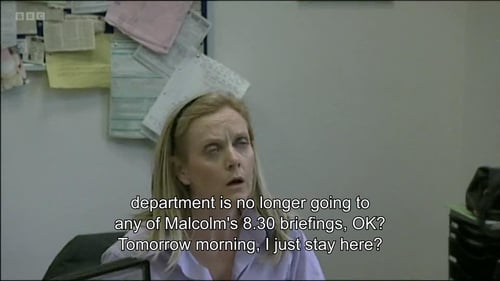 BBC
department is no longer going to
any of Malcolm's 8.30 briefings, OK?
Tomorrow morning, I just stay here?